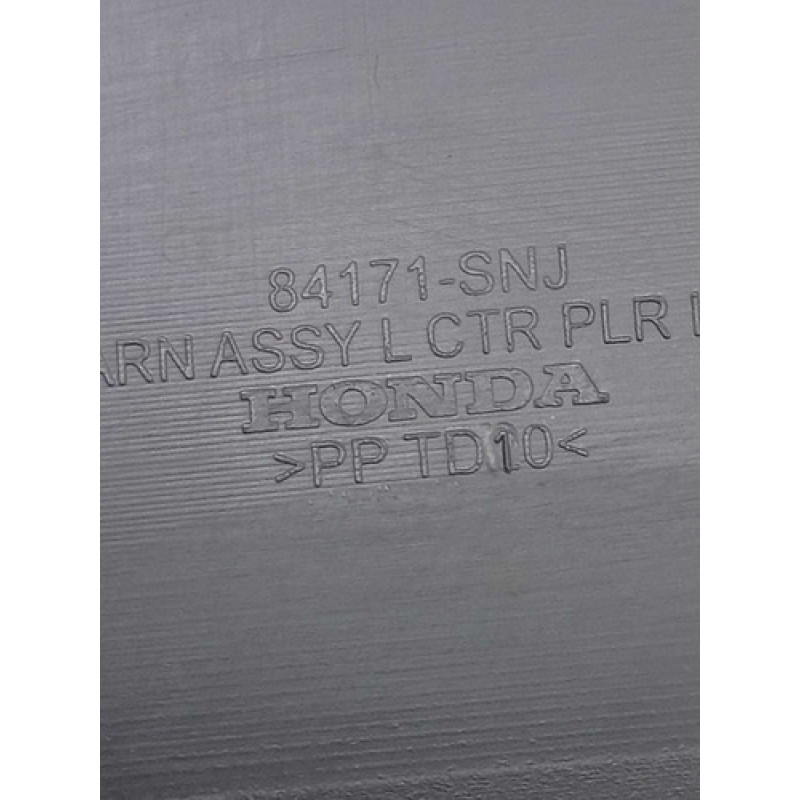 84171-SNJ
ARN ASSY L CTR PLR L
HONDA
>PP TD10<